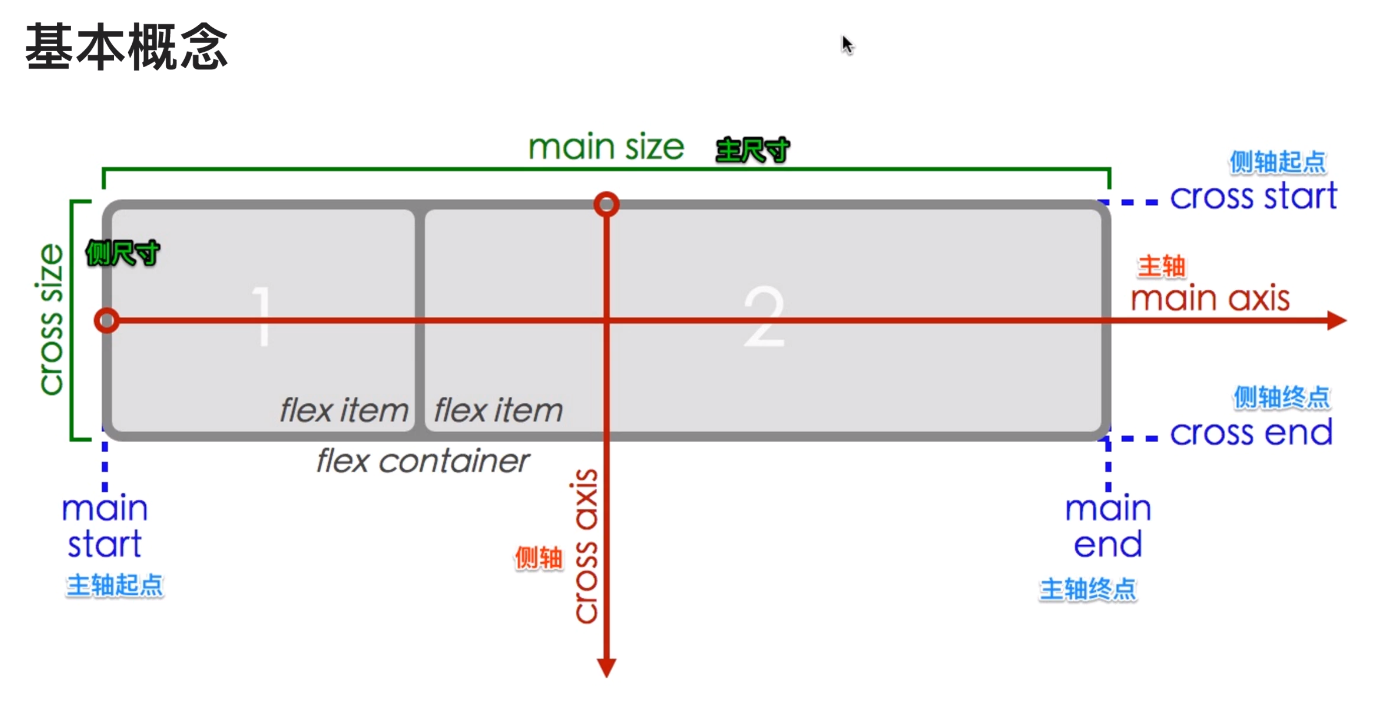 基本概念
main size 主尺寸
侧轴起点
cross start
cross size
侧尺寸
主轴
main axis
1
2
flex item
flex item
侧轴终点
cross end
flex container
main
start
主轴起点
cross axis
侧轴
main
end
主轴终点